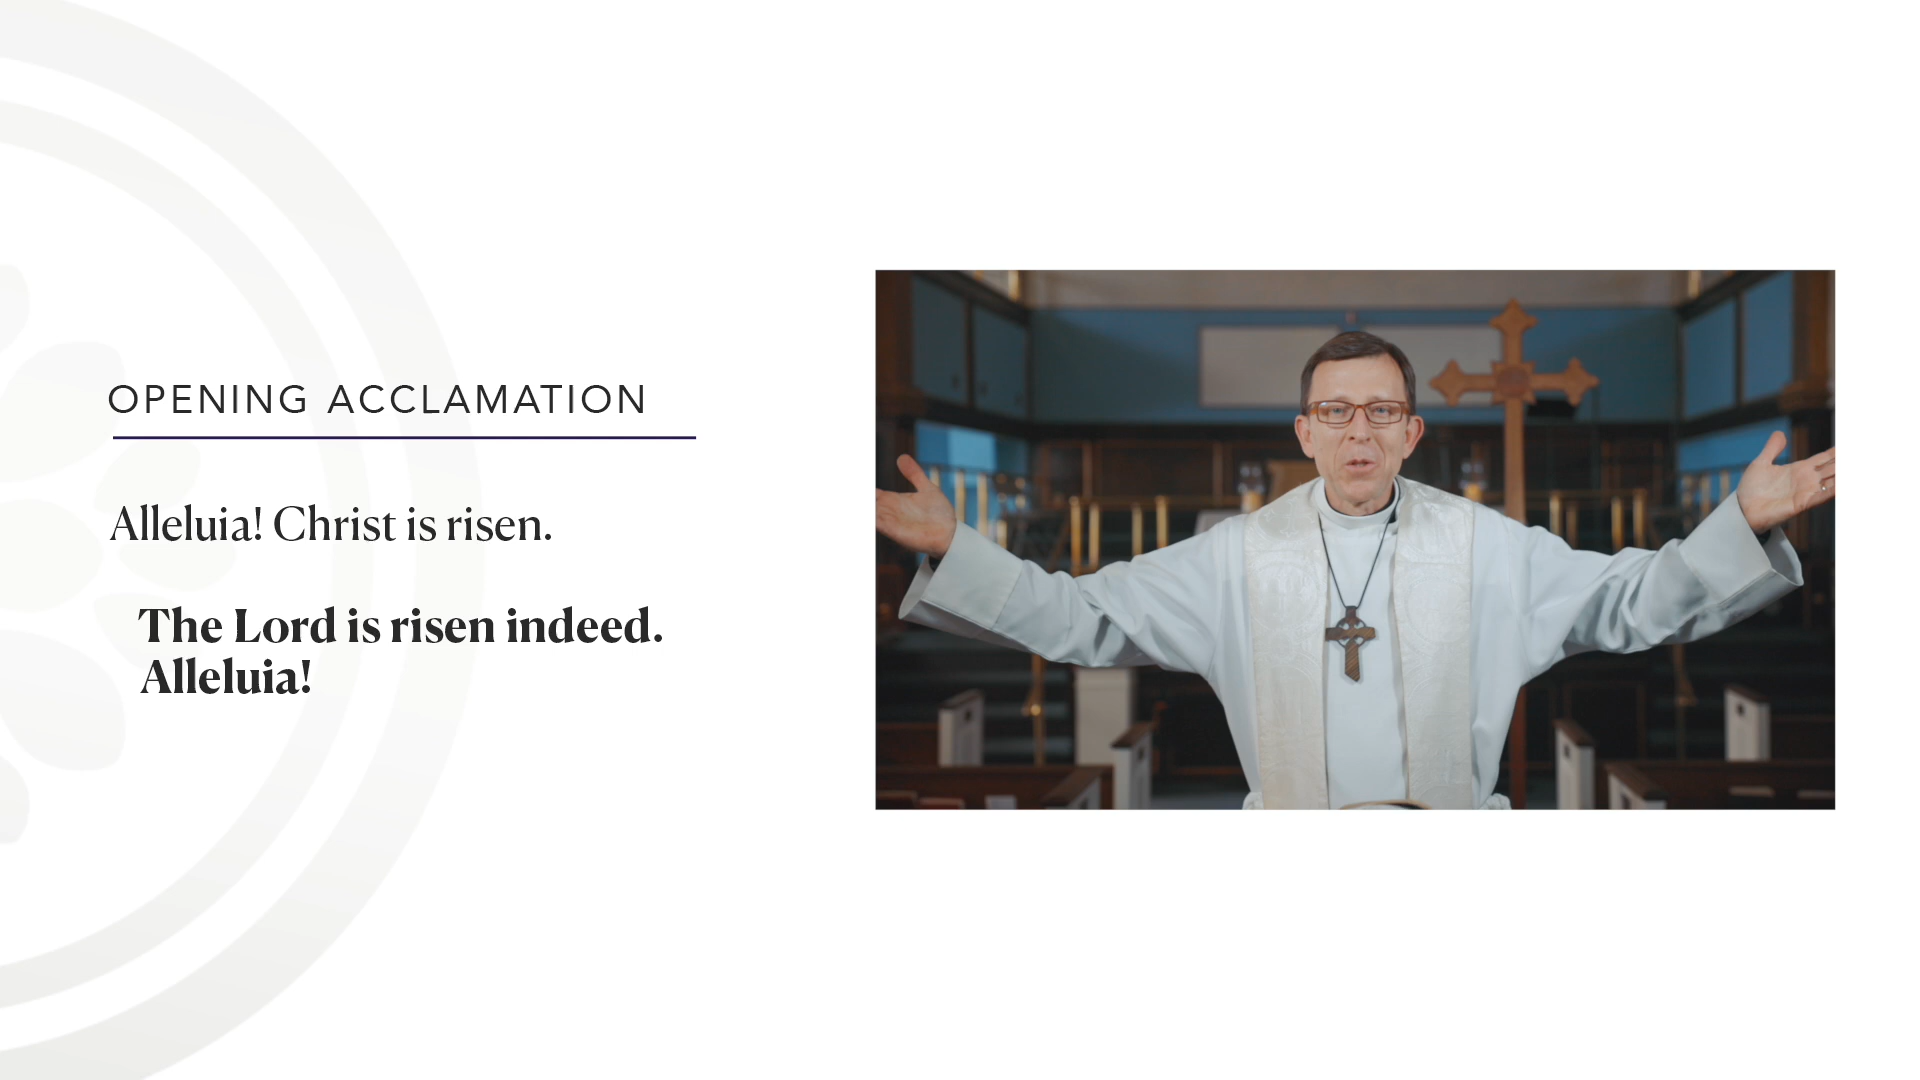 OPENING ACCLAMATION
Alleluia! Christ is risen.
The Lord is risen indeed.
Alleluia!